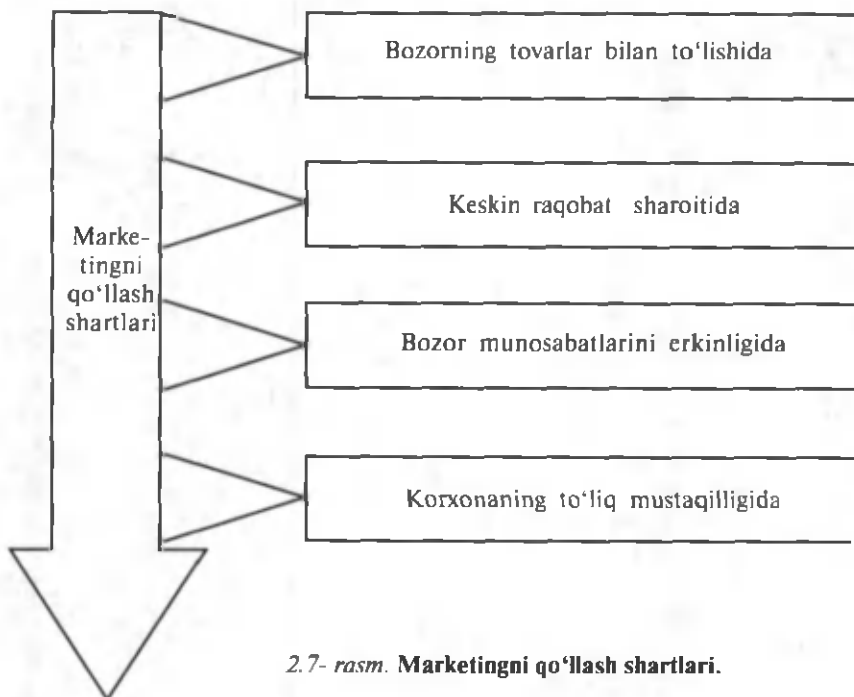 Bozorning tovarlar bilan to‘lishida
Keskin raqobat sharoitida
Marke-
tingni
qo‘llash
shartlari
Bozor munosabatlarini erkinligida
Korxonaning to‘liq mustaqilligida
2.7- rasm. Marketingni qo‘llash shartlari.